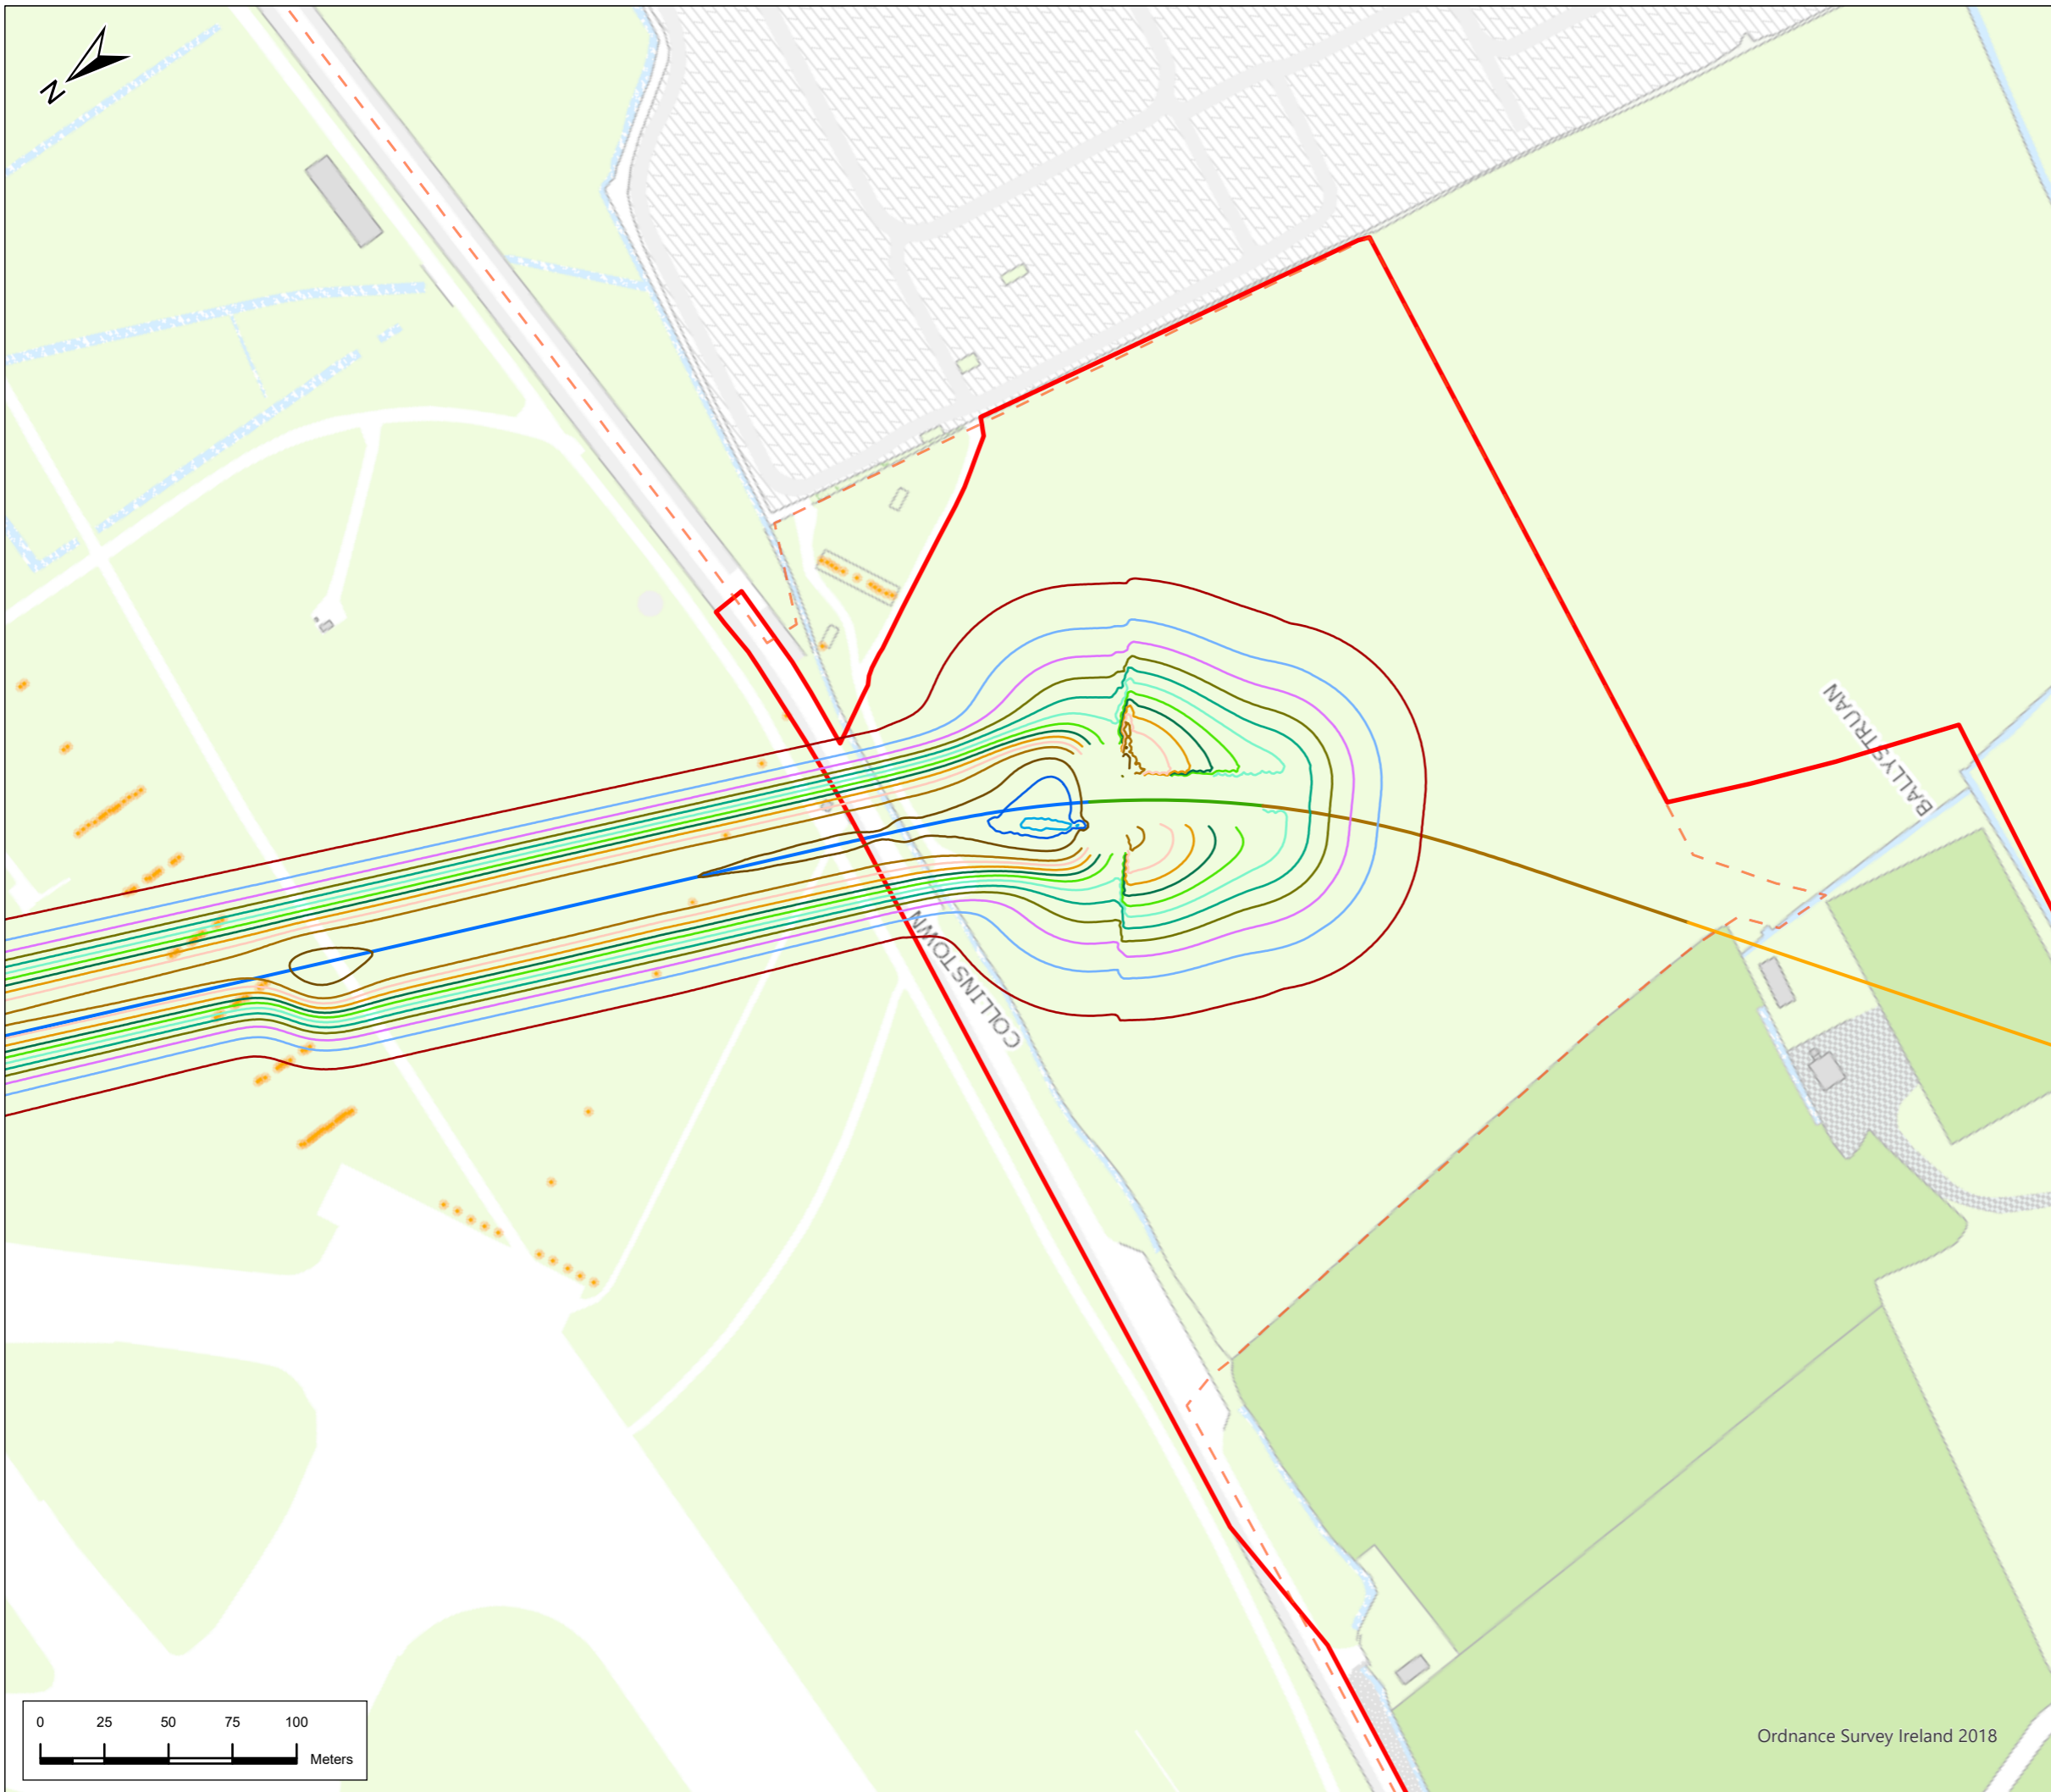 N
BALLYSTRUAN
COLLINSTOWN
0 25 50 75 100
Meters
Ordnance Survey Ireland 2018